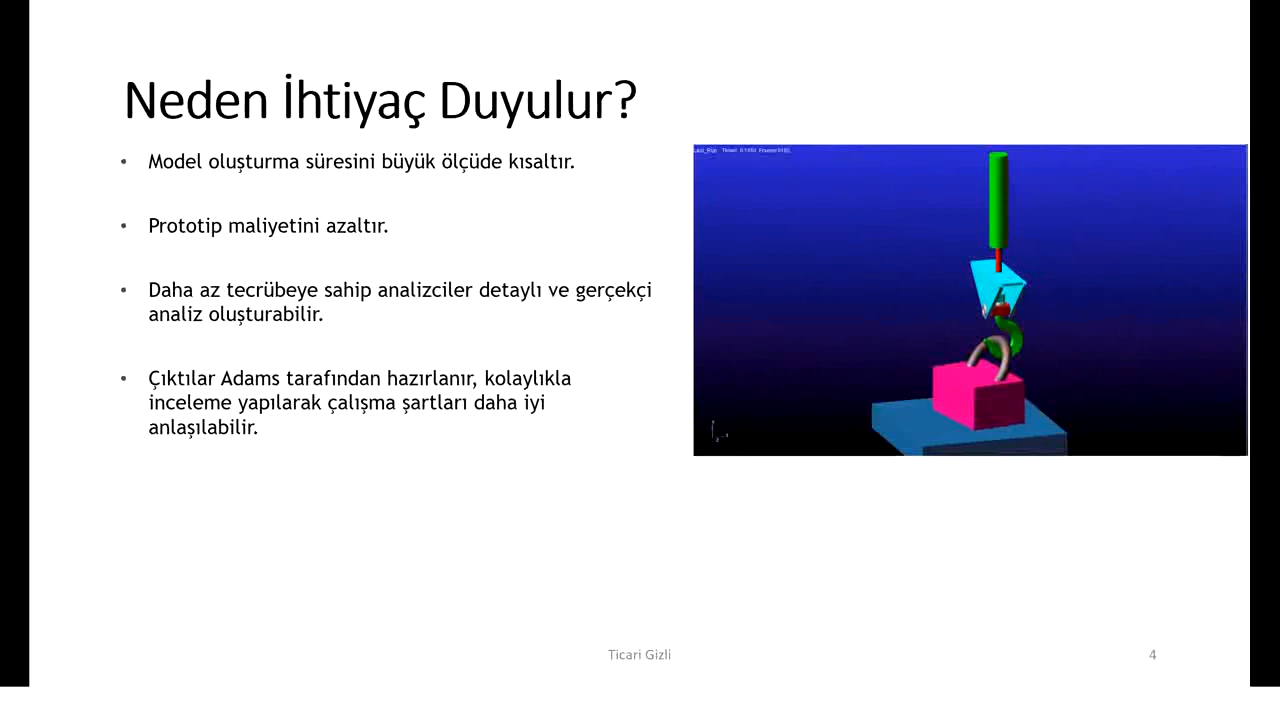 Neden İhtiyaç Duyulur?
• Model oluşturma süresini büyük ölçüde kısaltır.
• Prototip maliyetini azaltır.
• Daha az tecrübeye sahip analizciler detaylı ve gerçekçi
analiz oluşturabilir.
• Çıktılar Adams tarafından hazırlanır, kolaylıkla
inceleme yapılarak çalışma şartları daha iyi
anlaşılabilir.
Ticari Gizli
4